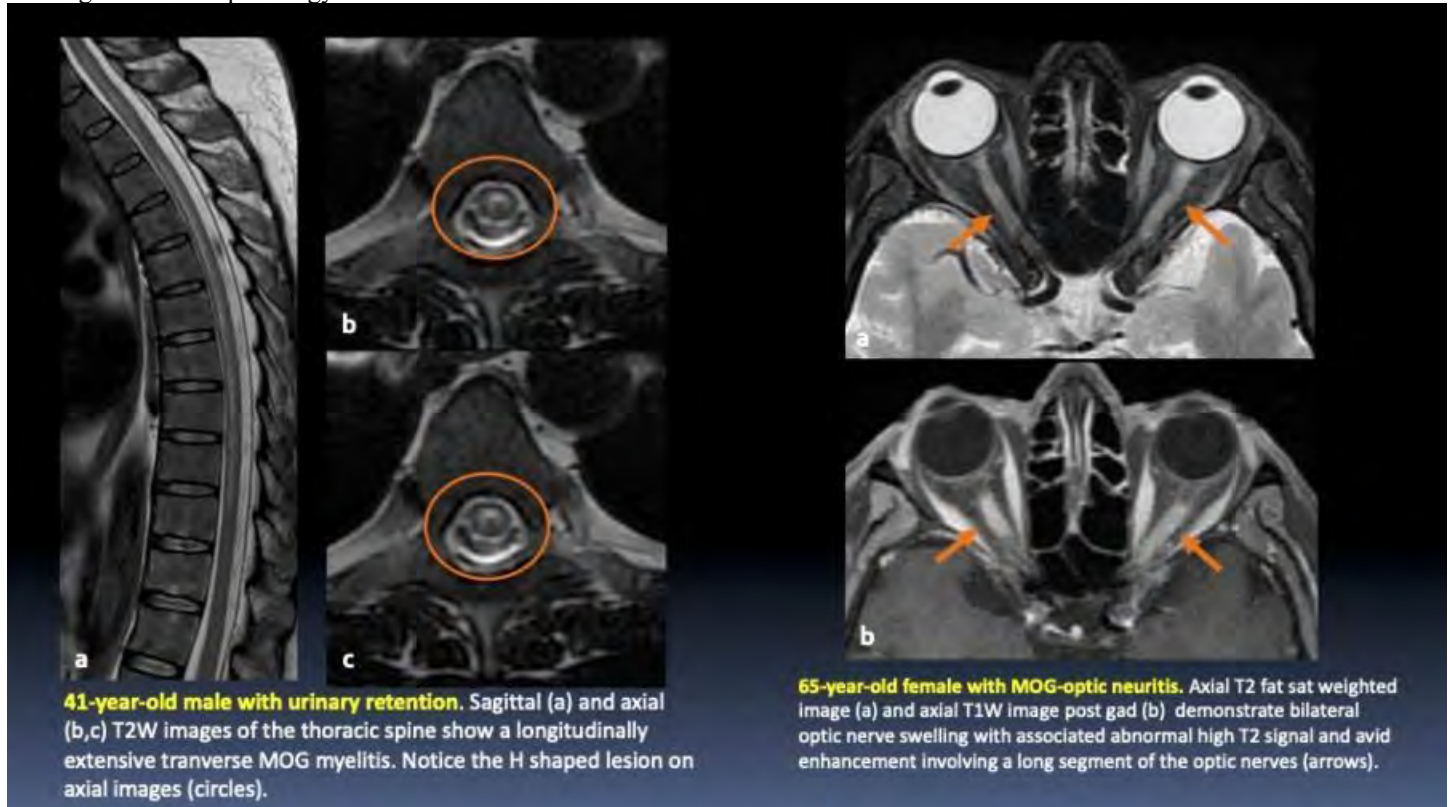 b
a
c
41-year-old male with urinary retention. Sagittal (a) and axial
(b,c) T2W images of the thoracic spine show a longitudinally
extensive tranverse MOG myelitis. Notice the H shaped lesion on
axial images (circles).
a
b
65-year-old female with MOG-optic neuritis. Axial T2 fat sat weighted
image (a) and axial T1W image post gad (b) demonstrate bilateral
optic nerve swelling with associated abnormal high T2 signal and avid
enhancement involving a long segment of the optic nerves (arrows).